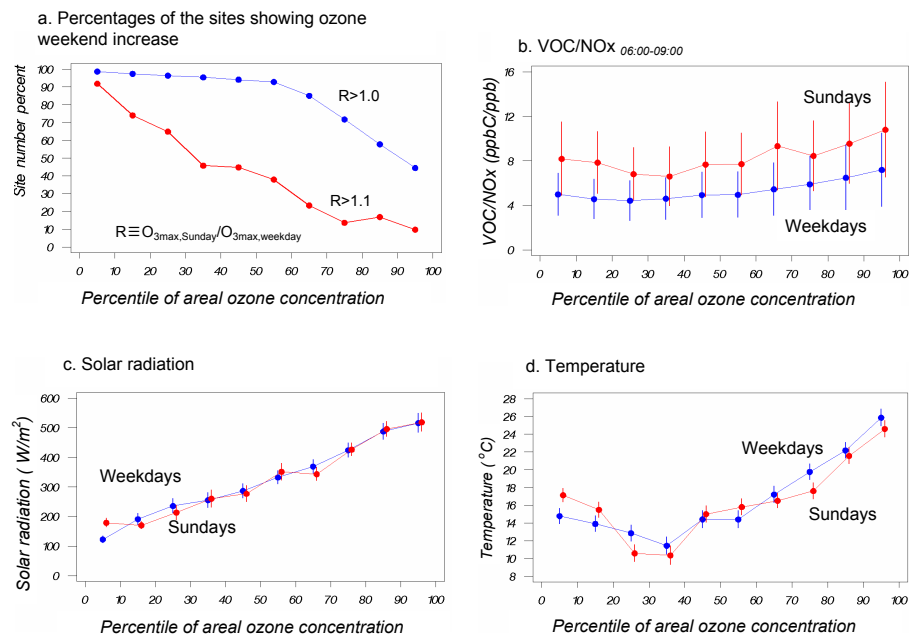 a. Percentages of the sites showing ozone
weekend increase
Site number percent
100
90
80
70
60
50
40
30
20
10
0
R>1.0
R>1.1
R≡O3max,Sunday/O3max,weekday
0 10 20 30 40 50 60 70 80 90 100
Percentile of areal ozone concentration
b. VOC/NOx 06:00-09:00
VOC/NOx (ppbC/ppb)
16
12
8
4
0
Sundays
Weekdays
0 10 20 30 40 50 60 70 80 90 100
Percentile of areal ozone concentration
c. Solar radiation
Solar radiation ( W/m²)
600
500
400
300
200
100
0
Weekdays
Sundays
0 10 20 30 40 50 60 70 80 90 100
Percentile of areal ozone concentration
d. Temperature
Temperature ( °C)
28
26
24
22
20
18
16
14
12
10
8
Weekdays
Sundays
0 10 20 30 40 50 60 70 80 90 100
Percentile of areal ozone concentration